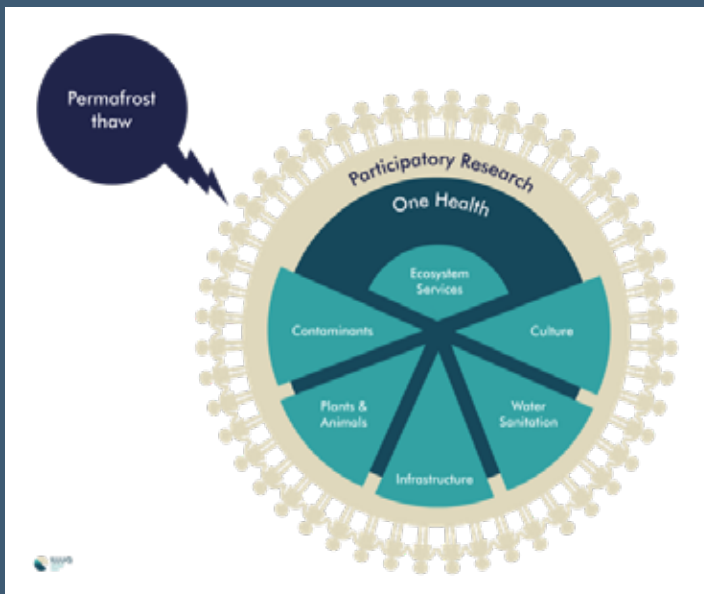 Permafrost
thaw
Participatory Research
One Health
Ecosystem
Services
Contaminants
Culture
Plants &
Animals
Water
Sanitation
Infrastructure